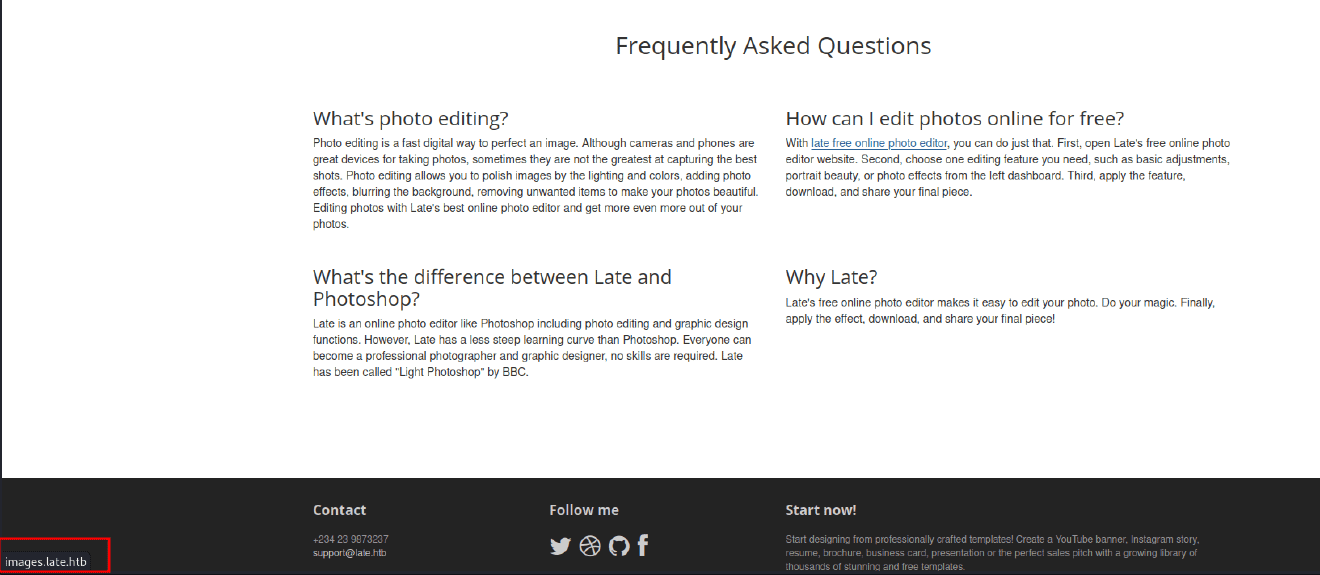 Frequently Asked Questions
What's photo editing?
Photo editing is a fast digital way to perfect an image. Although cameras and phones are
great devices for taking photos, sometimes they are not the greatest at capturing the best
shots. Photo editing allows you to polish images by the lighting and colors, adding photo
effects, blurring the background, removing unwanted items to make your photos beautiful.
Editing photos with Late's best online photo editor and get more even more out of your
photos.
How can I edit photos online for free?
With late free online photo editor, you can do just that. First, open Late's free online photo
editor website. Second, choose one editing feature you need, such as basic adjustments,
portrait beauty, or photo effects from the left dashboard. Third, apply the feature,
download, and share your final piece.
What's the difference between Late and
Photoshop?
Late is an online photo editor like Photoshop including photo editing and graphic design
functions. However, Late has a less steep learning curve than Photoshop. Everyone can
become a professional photographer and graphic designer, no skills are required. Late
has been called "Light Photoshop" by BBC.
Why Late?
Late's free online photo editor makes it easy to edit your photo. Do your magic. Finally,
apply the effect, download, and share your final piece!
Contact
+234 23 9873237
support@late.htb
Follow me
Start now!
Start designing from professionally crafted templates! Create a YouTube banner, Instagram story,
resume, brochure, business card, presentation or the perfect sales pitch with a growing library of
thousands of stunning and free templates.
images.late.htb